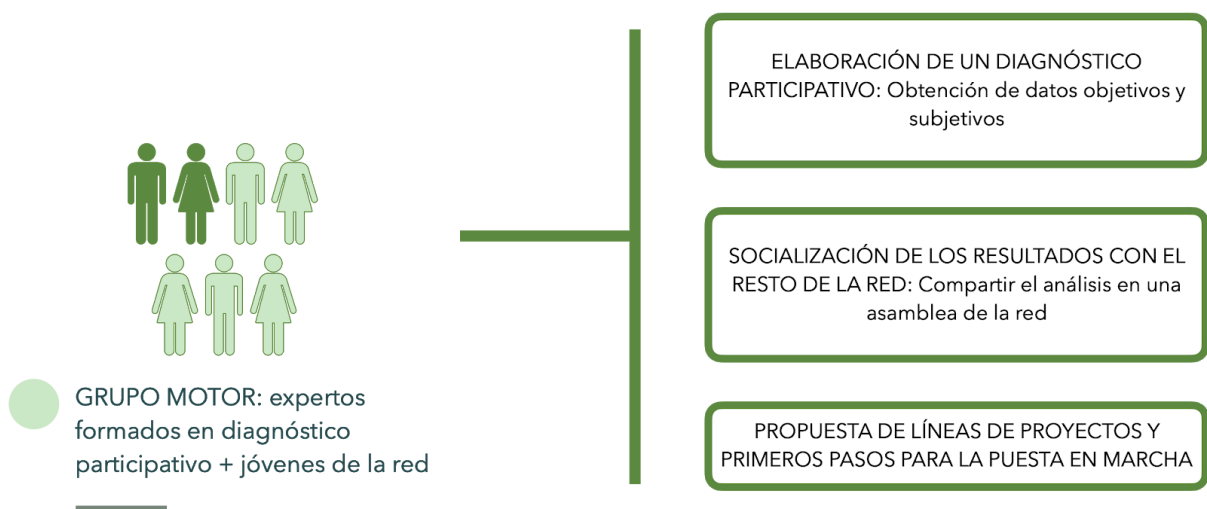 ELABORACIÓN DE UN DIAGNÓSTICO
PARTICIPATIVO: Obtención de datos objetivos y
subjetivos
SOCIALIZACIÓN DE LOS RESULTADOS CON EL
RESTO DE LA RED: Compartir el análisis en una
asamblea de la red
GRUPO MOTOR: expertos
formados en diagnóstico
participativo + jóvenes de la red
PROPUESTA DE LÍNEAS DE PROYECTOS Y
PRIMEROS PASOS PARA LA PUESTA EN MARCHA